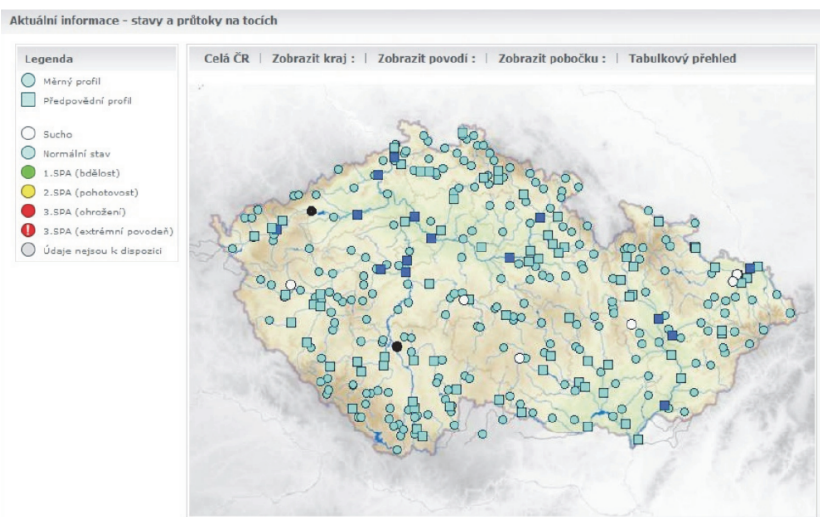 Aktuální informace - stavy a průtoky na tocích
Legenda
Měrný profil
Předpovědní profil
Sucho
Normální stav
1.SPA (bdělost)
2.SPA (pohotovost)
3.SPA (ohrožení)
3.SPA (extrémní povodeň)
Údaje nejsou k dispozici
Celá ČR | Zobrazit kraj : | Zobrazit povodí : | Zobrazit pobočku : | Tabulkový přehled